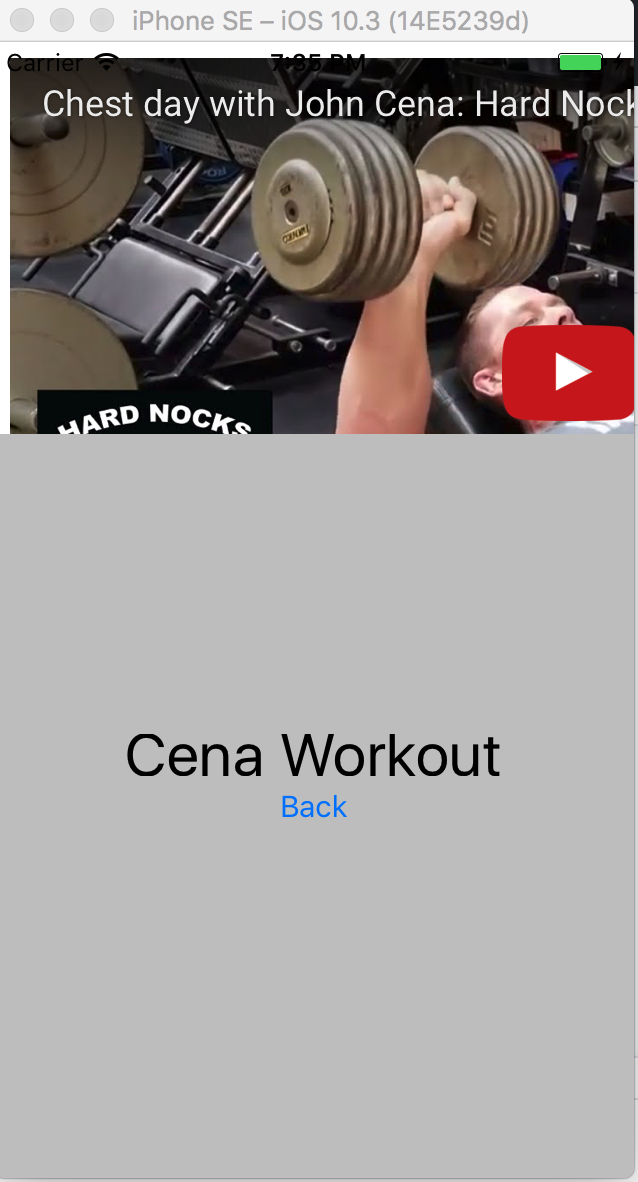 iPhone SE – iOS 10.3 (14E5239d)
Carrier
Chest day with John Cena: Hard Nock
HARD NOCKS
Cena Workout
Back